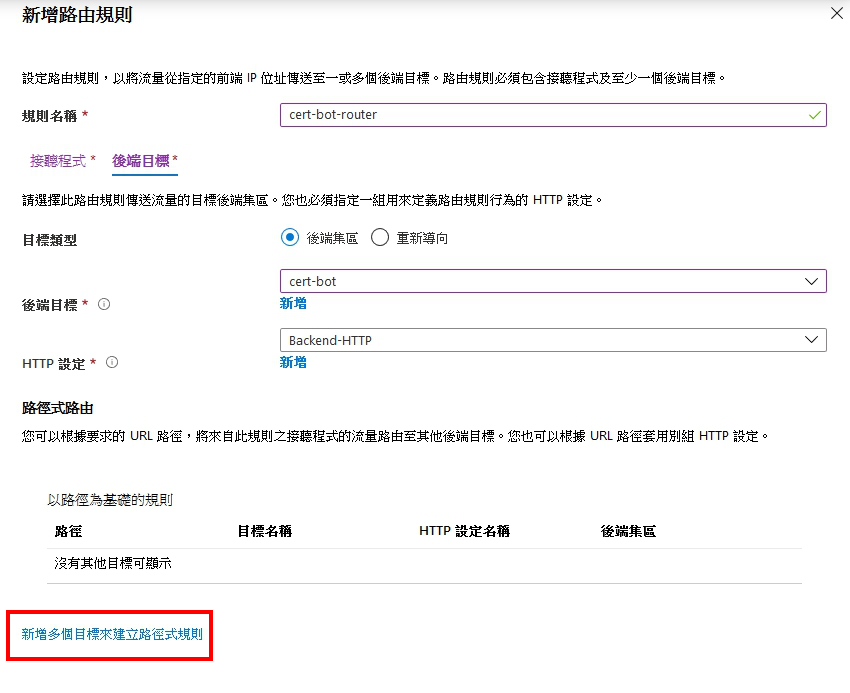 新增路由規則
設定路由規則，以將流量從指定的前端 IP 位址傳送至一或多個後端目標。路由規則必須包含接聽程式及至少一個後端目標。
規則名稱 *
cert-bot-router
接聽程式 * 後端目標 *
請選擇此路由規則傳送流量的目標後端集區。您也必須指定一組用來定義路由規則行為的 HTTP 設定。
目標類型
後端集區 重新導向
cert-bot
後端目標 *
新增
Backend-HTTP
HTTP 設定 *
新增
路徑式路由
您可以根據要求的 URL 路徑，將來自此規則之接聽程式的流量路由至其他後端目標。您也可以根據 URL 路徑套用別組 HTTP 設定。
以路徑為基礎的規則
路徑 目標名稱 HTTP 設定名稱 後端集區
沒有其他目標可顯示
新增多個目標來建立路徑式規則